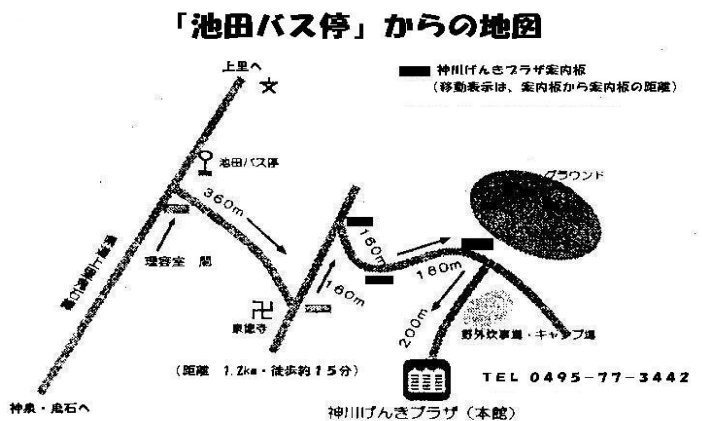 「池田バス停」からの地図
上里へ
神川げんきプラザ案内板
(移動表示は、案内板から案内板の距離)
池田バス停
グラウンド
360m
160m
理容室 関
160m
180m
200m
東徳寺
野外炊事場・キャンプ場
(距離 1.2km・徒歩約15分)
TEL 0495-77-3442
神泉・鬼石へ
神川げんきプラザ(本館)